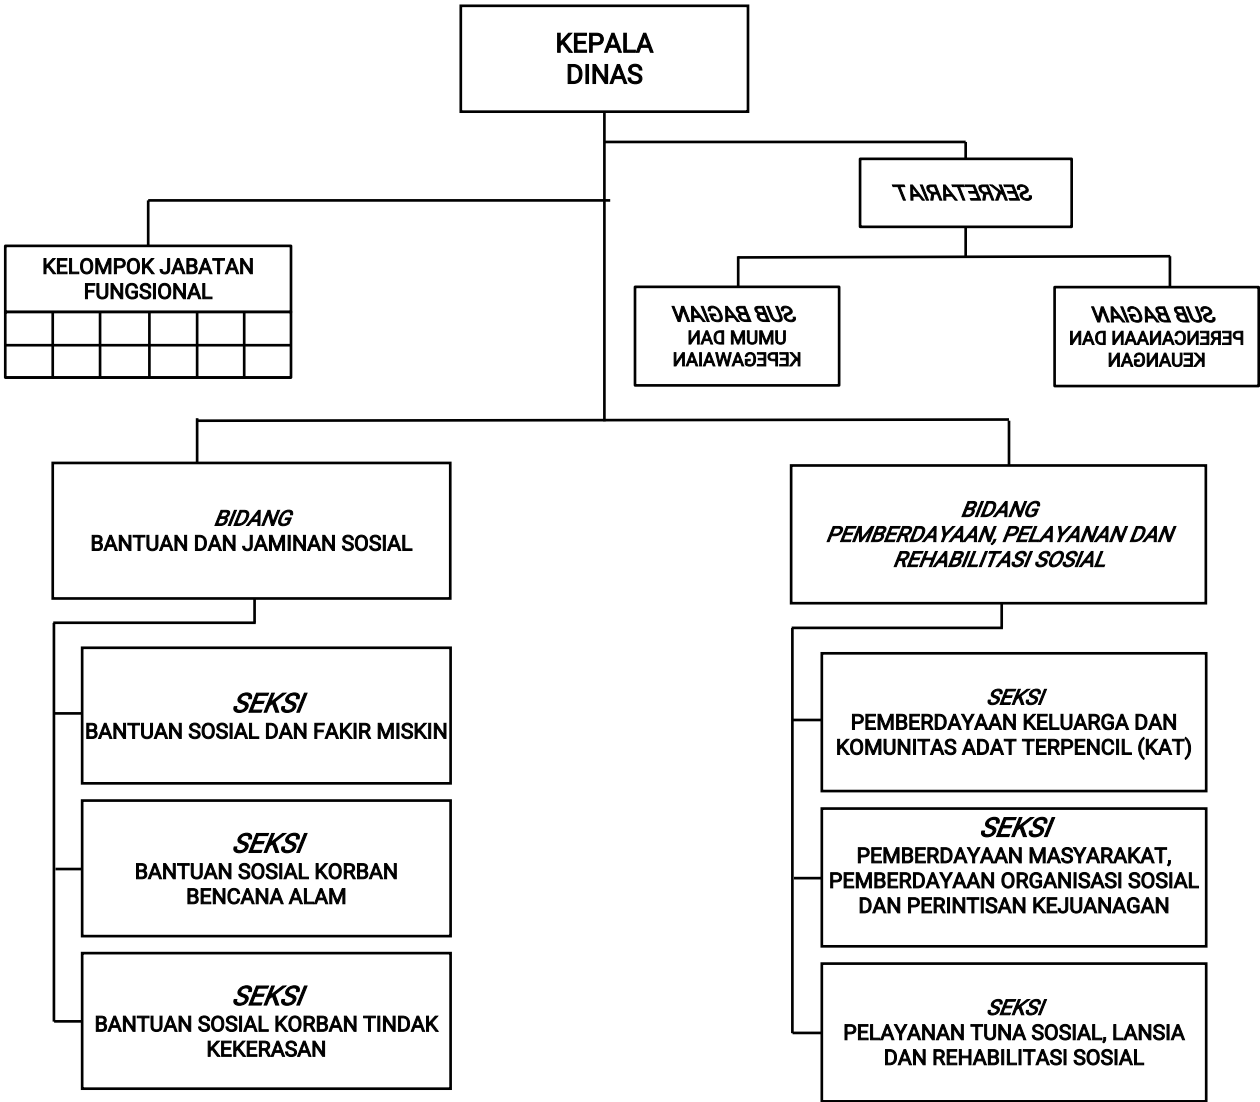 KEPALA
DINAS
SEKRETARIAT
KELOMPOK JABATAN
FUNGSIONAL
SUB BAGIAN
UMUM DAN
KEPEGAWAIAN
SUB BAGIAN
PERENCANAAN DAN
KEUANGAN
BIDANG
BANTUAN DAN JAMINAN SOSIAL
BIDANG
PEMBERDAYAAN, PELAYANAN DAN
REHABILITASI SOSIAL
SEKSI
BANTUAN SOSIAL DAN FAKIR MISKIN
SEKSI
BANTUAN SOSIAL KORBAN
BENCANA ALAM
SEKSI
BANTUAN SOSIAL KORBAN TINDAK
KEKERASAN
SEKSI
PEMBERDAYAAN KELUARGA DAN
KOMUNITAS ADAT TERPENCIL (KAT)
SEKSI
PEMBERDAYAAN MASYARAKAT,
PEMBERDAYAAN ORGANISASI SOSIAL
DAN PERINTISAN KEJUANAGAN
SEKSI
PELAYANAN TUNA SOSIAL, LANSIA
DAN REHABILITASI SOSIAL